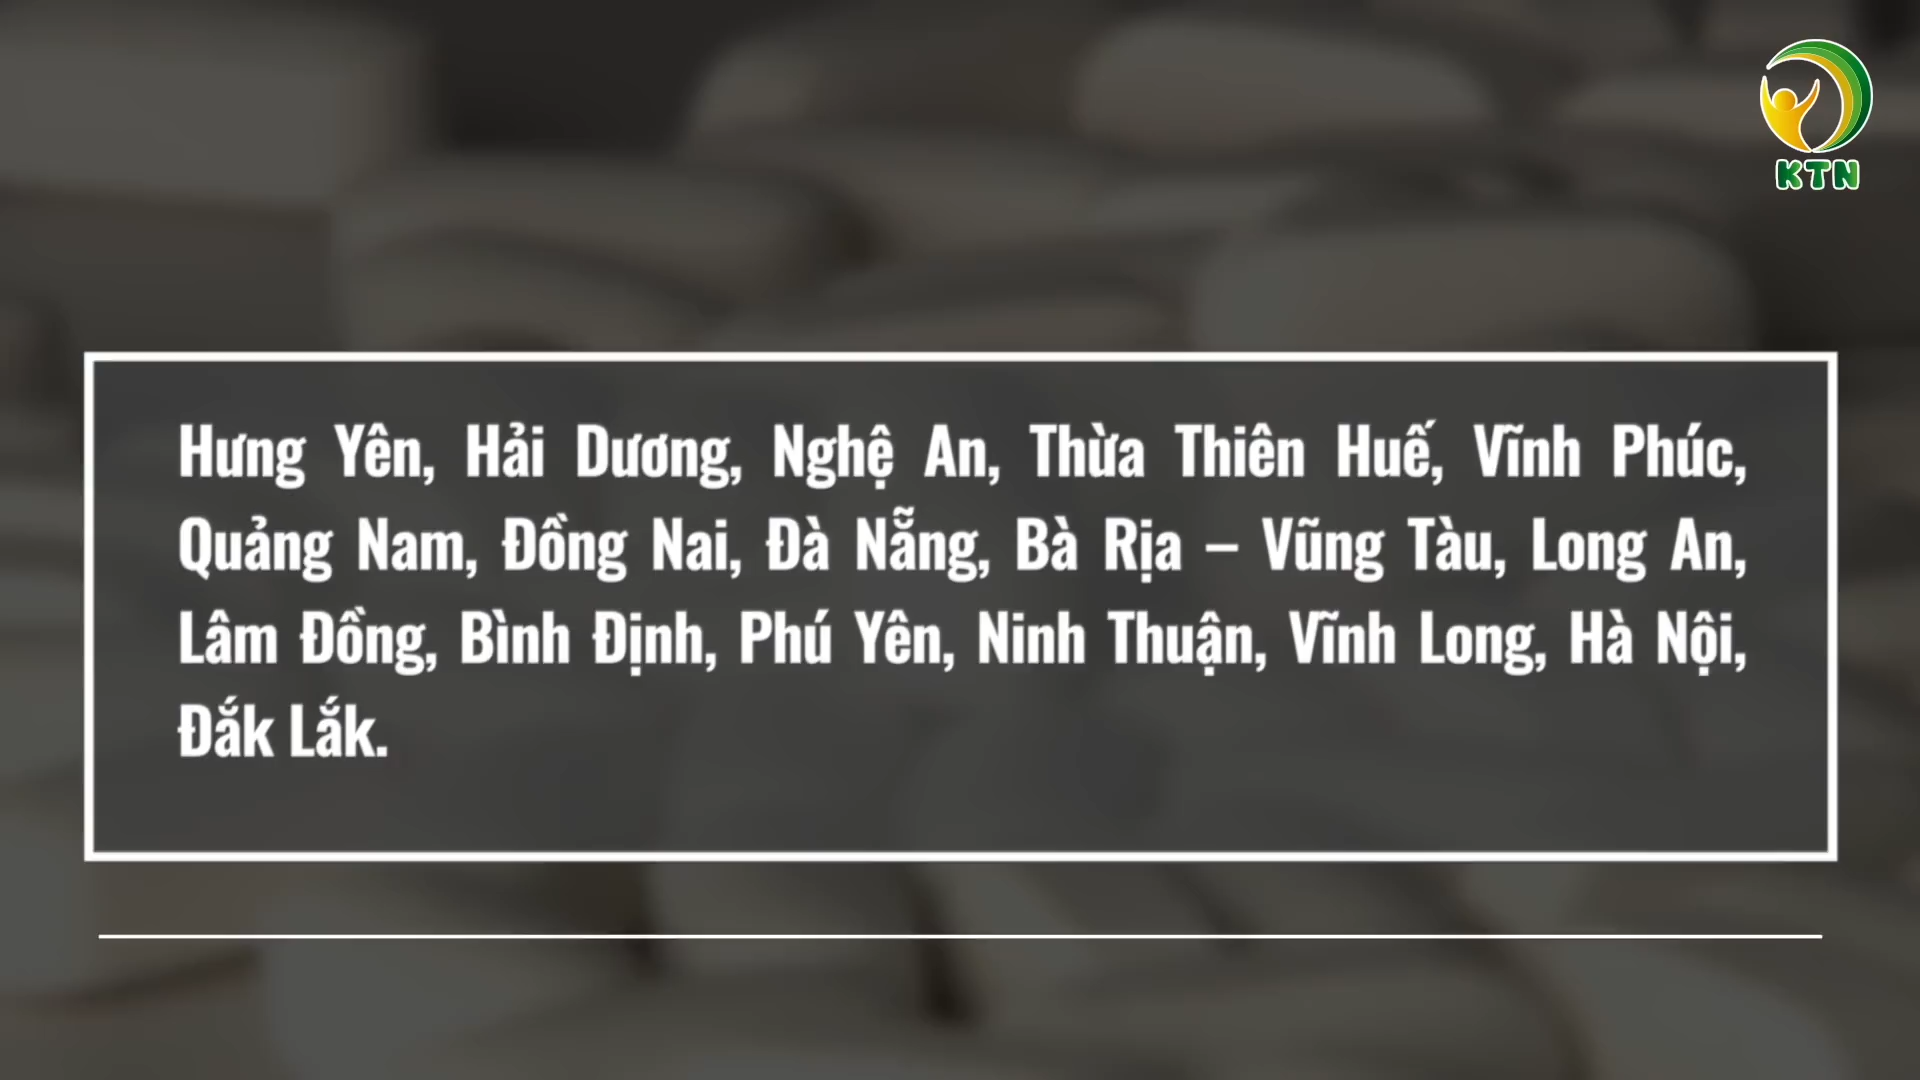 KTN
Hưng Yên, Hải Dương, Nghệ An, Thừa Thiên Huế, Vĩnh Phúc,
Quảng Nam, Đồng Nai, Đà Nẵng, Bà Rịa – Vũng Tàu, Long An,
Lâm Đồng, Bình Định, Phú Yên, Ninh Thuận, Vĩnh Long, Hà Nội,
Đắk Lắk.